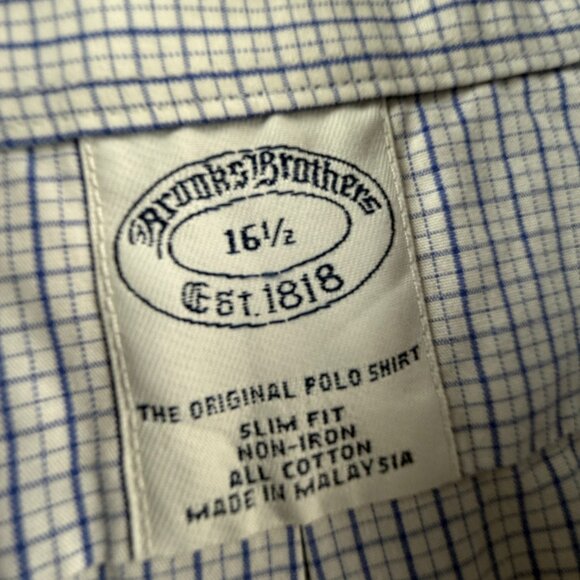 Brooks Brothers
16½
Est. 1818
THE ORIGINAL POLO SHIRT
SLIM FIT
NON-IRON
ALL COTTON
MADE IN MALAYSIA